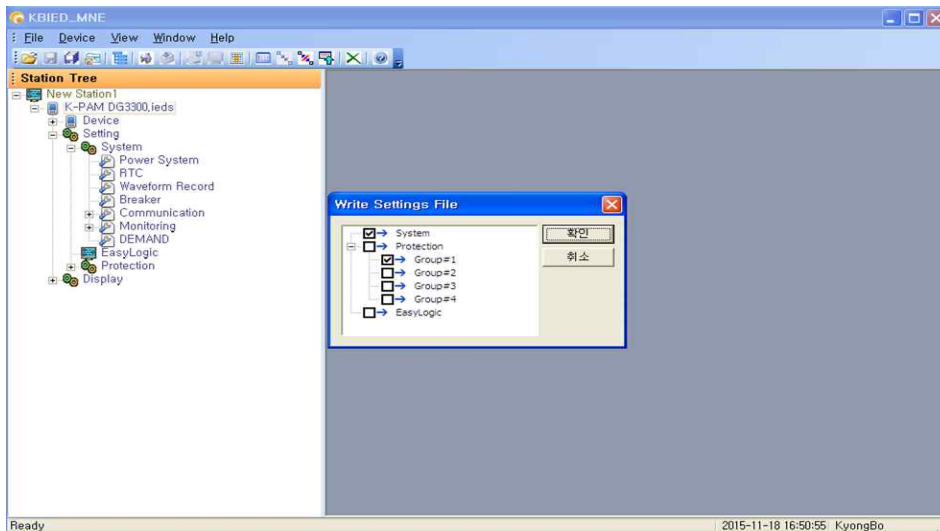 KBIED_MNE
File Device View Window Help
Station Tree
New Station1
K-PAM DG3300,ieds
Device
Setting
System
Power System
RTC
Waveform Record
Breaker
Communication
Monitoring
DEMAND
EasyLogic
Protection
Display
Write Settings File
System
Protection
Group#1
Group#2
Group#3
Group#4
EasyLogic
확인
취소
Ready
2015-11-18 16:50:55 KyongBo